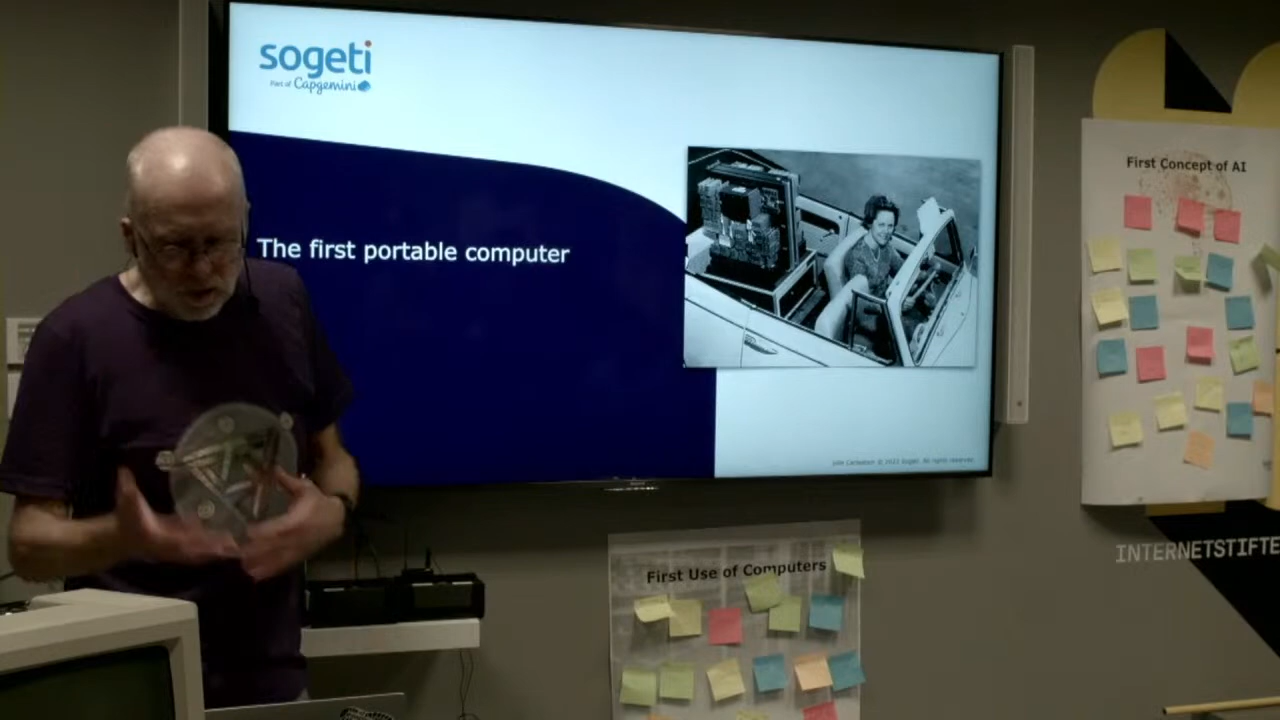 sogeti
Part of Capgemini
The first portable computer
First Concept of AI
INTERNETSTIFTE
First Use of Computers